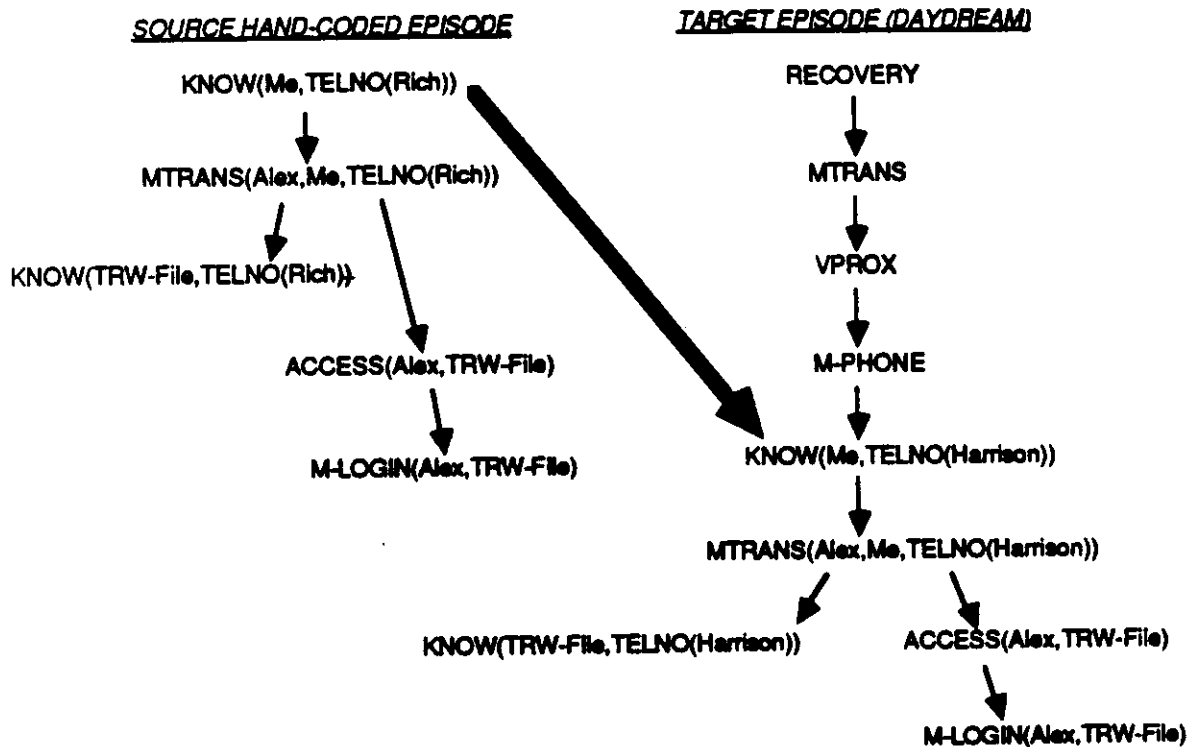 SOURCE HAND-CODED EPISODE
KNOW(Me,TELNO(Rich))
MTRANS(Alex,Me,TELNO(Rich))
KNOW(TRW-File,TELNO(Rich))
ACCESS(Alex,TRW-File)
M-LOGIN(Alex,TRW-File)
TARGET EPISODE (DAYDREAM)
RECOVERY
MTRANS
VPROX
M-PHONE
KNOW(Me,TELNO(Harrison))
MTRANS(Alex,Me,TELNO(Harrison))
KNOW(TRW-File,TELNO(Harrison))
ACCESS(Alex,TRW-File)
M-LOGIN(Alex,TRW-File)